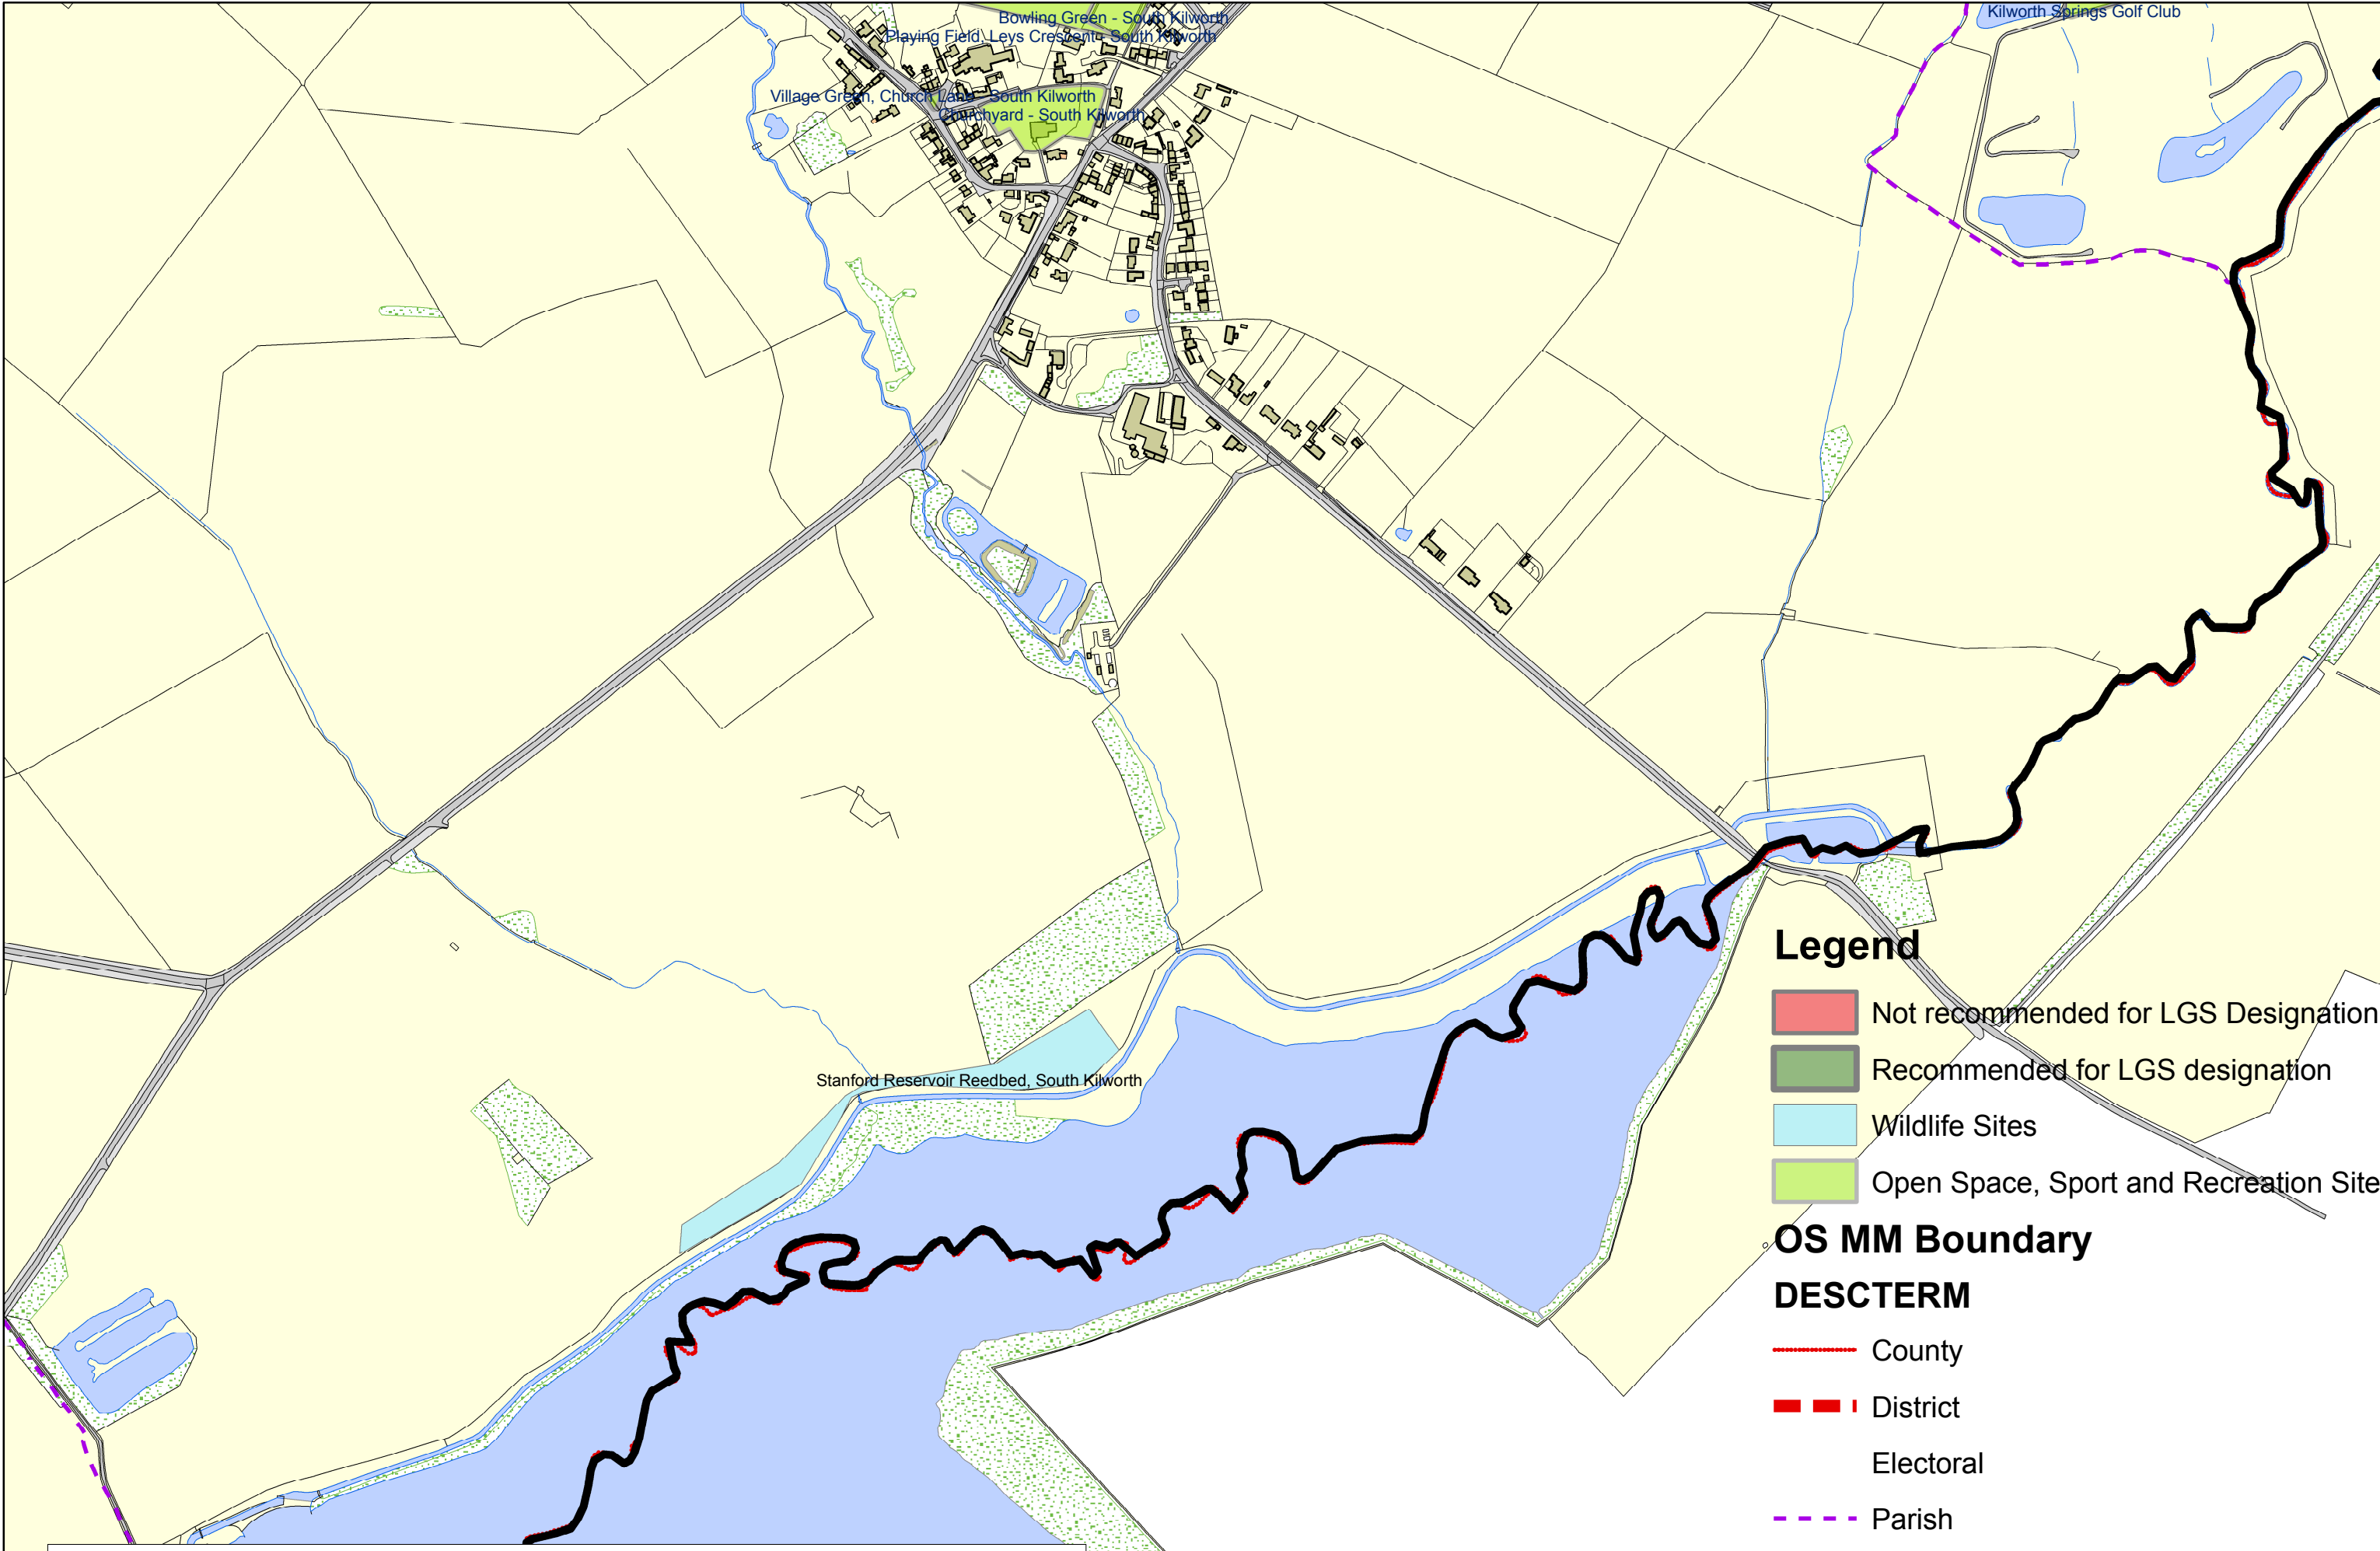 Bowling Green - South Kilworth
Playing Field, Leys Crescent - South Kilworth
Kilworth Springs Golf Club
Village Green, Church Lane - South Kilworth
Churchyard - South Kilworth
Stanford Reservoir Reedbed, South Kilworth
Legend
Not recommended for LGS Designation
Recommended for LGS designation
Wildlife Sites
Open Space, Sport and Recreation Site
OS MM Boundary
DESCTERM
County
District
Electoral
Parish